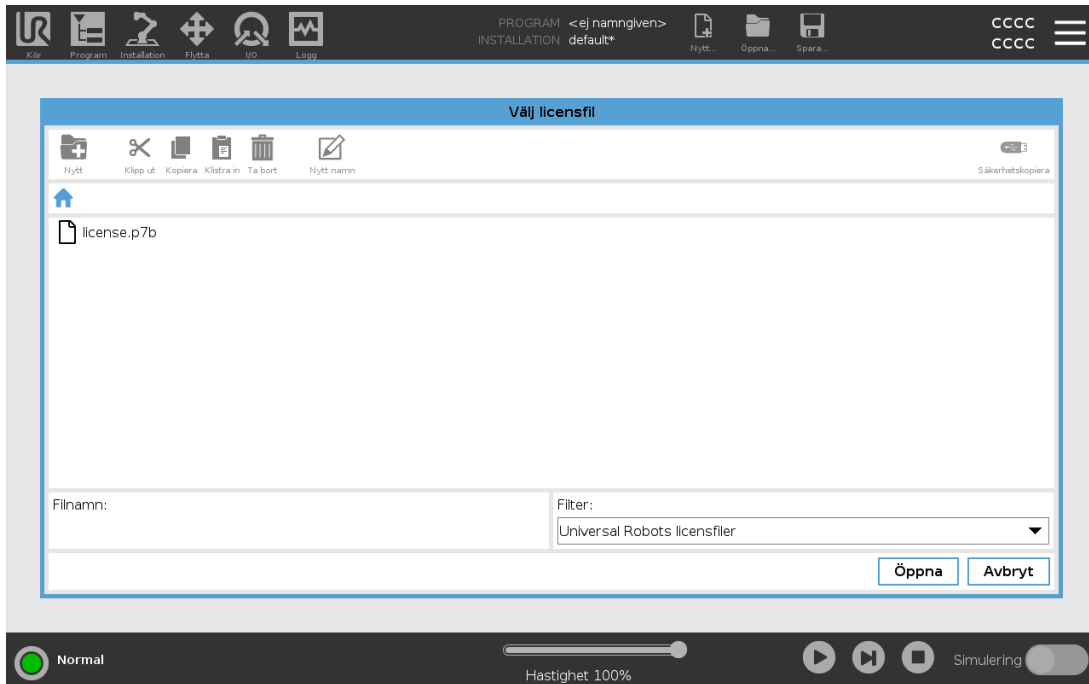 PROGRAM <ej namngiven>
INSTALLATION default*
CCCC
CCCC
Kör Program Installation Flytta I/O Logg Nytt... Öppna... Spara...
Välj licensfil
Nytt Klipp ut Kopiera Klistra in Ta bort Nytt namn Säkerhetskopiera
license.p7b
Filnamn: Filter:
Universal Robots licensfiler
Öppna Avbryt
Normal Simulering
Hastighet 100%